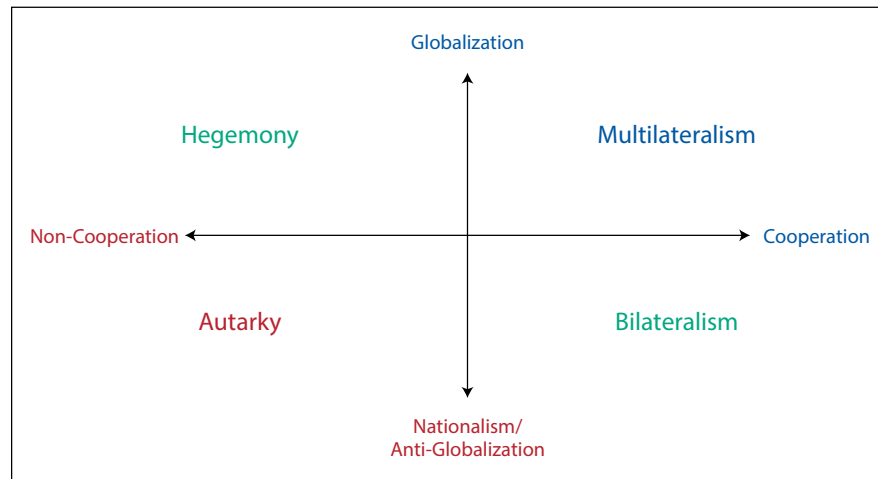 Globalization
Hegemony
Multilateralism
Non-Cooperation
Cooperation
Autarky
Bilateralism
Nationalism/
Anti-Globalization